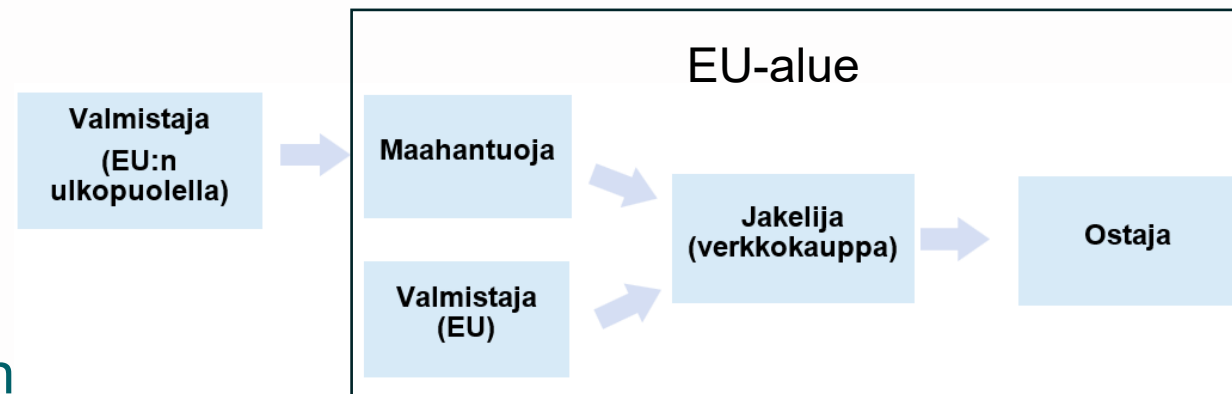 EU-alue
Valmistaja
(EU:n
ulkopuolella)
Maahantuoja
Jakelija
(verkkokauppa)
Ostaja
Valmistaja
(EU)
n